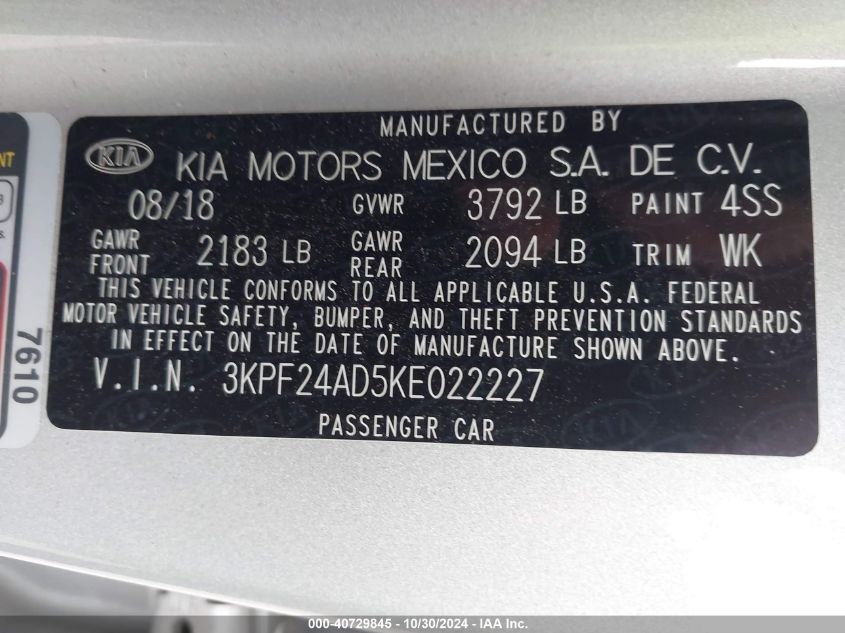 MANUFACTURED BY
KIA KIA MOTORS MEXICO S.A. DE C.V.
08/18 GVWR 3792 LB PAINT 4SS
GAWR FRONT 2183 LB GAWR REAR 2094 LB TRIM WK
THIS VEHICLE CONFORMS TO ALL APPLICABLE U.S.A. FEDERAL
MOTOR VEHICLE SAFETY, BUMPER, AND THEFT PREVENTION STANDARDS
IN EFFECT ON THE DATE OF MANUFACTURE SHOWN ABOVE.
V.I.N. 3KPF24AD5KE022227
PASSENGER CAR
7610
000-40729845 - 10/30/2024 - IAA Inc.